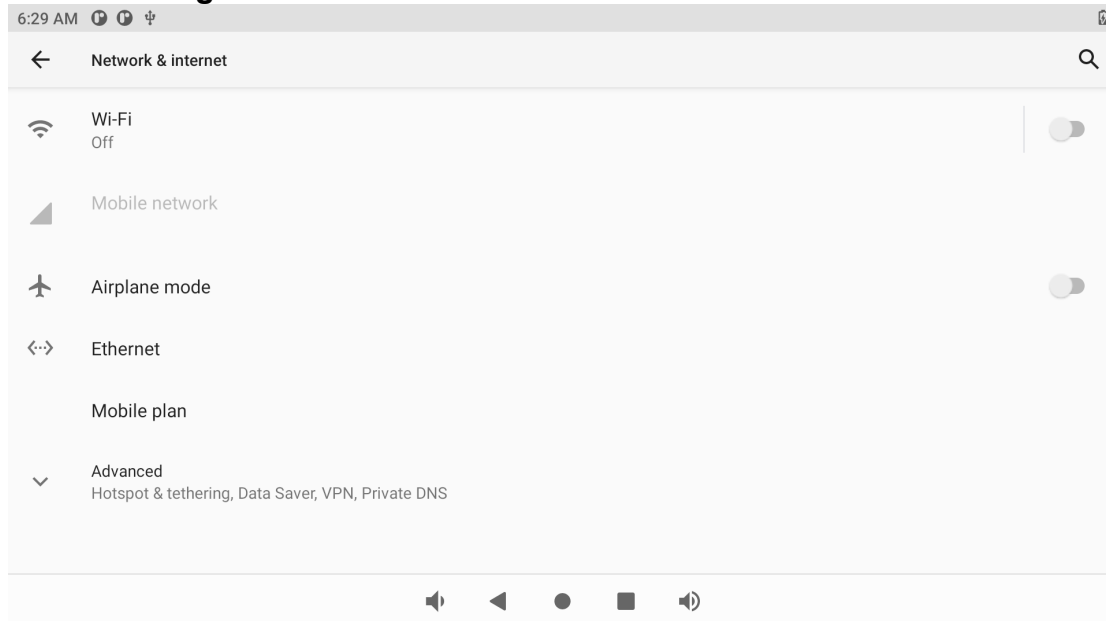 6:29 AM
Network & internet
Wi-Fi
Off
Mobile network
Airplane mode
Ethernet
Mobile plan
Advanced
Hotspot & tethering, Data Saver, VPN, Private DNS